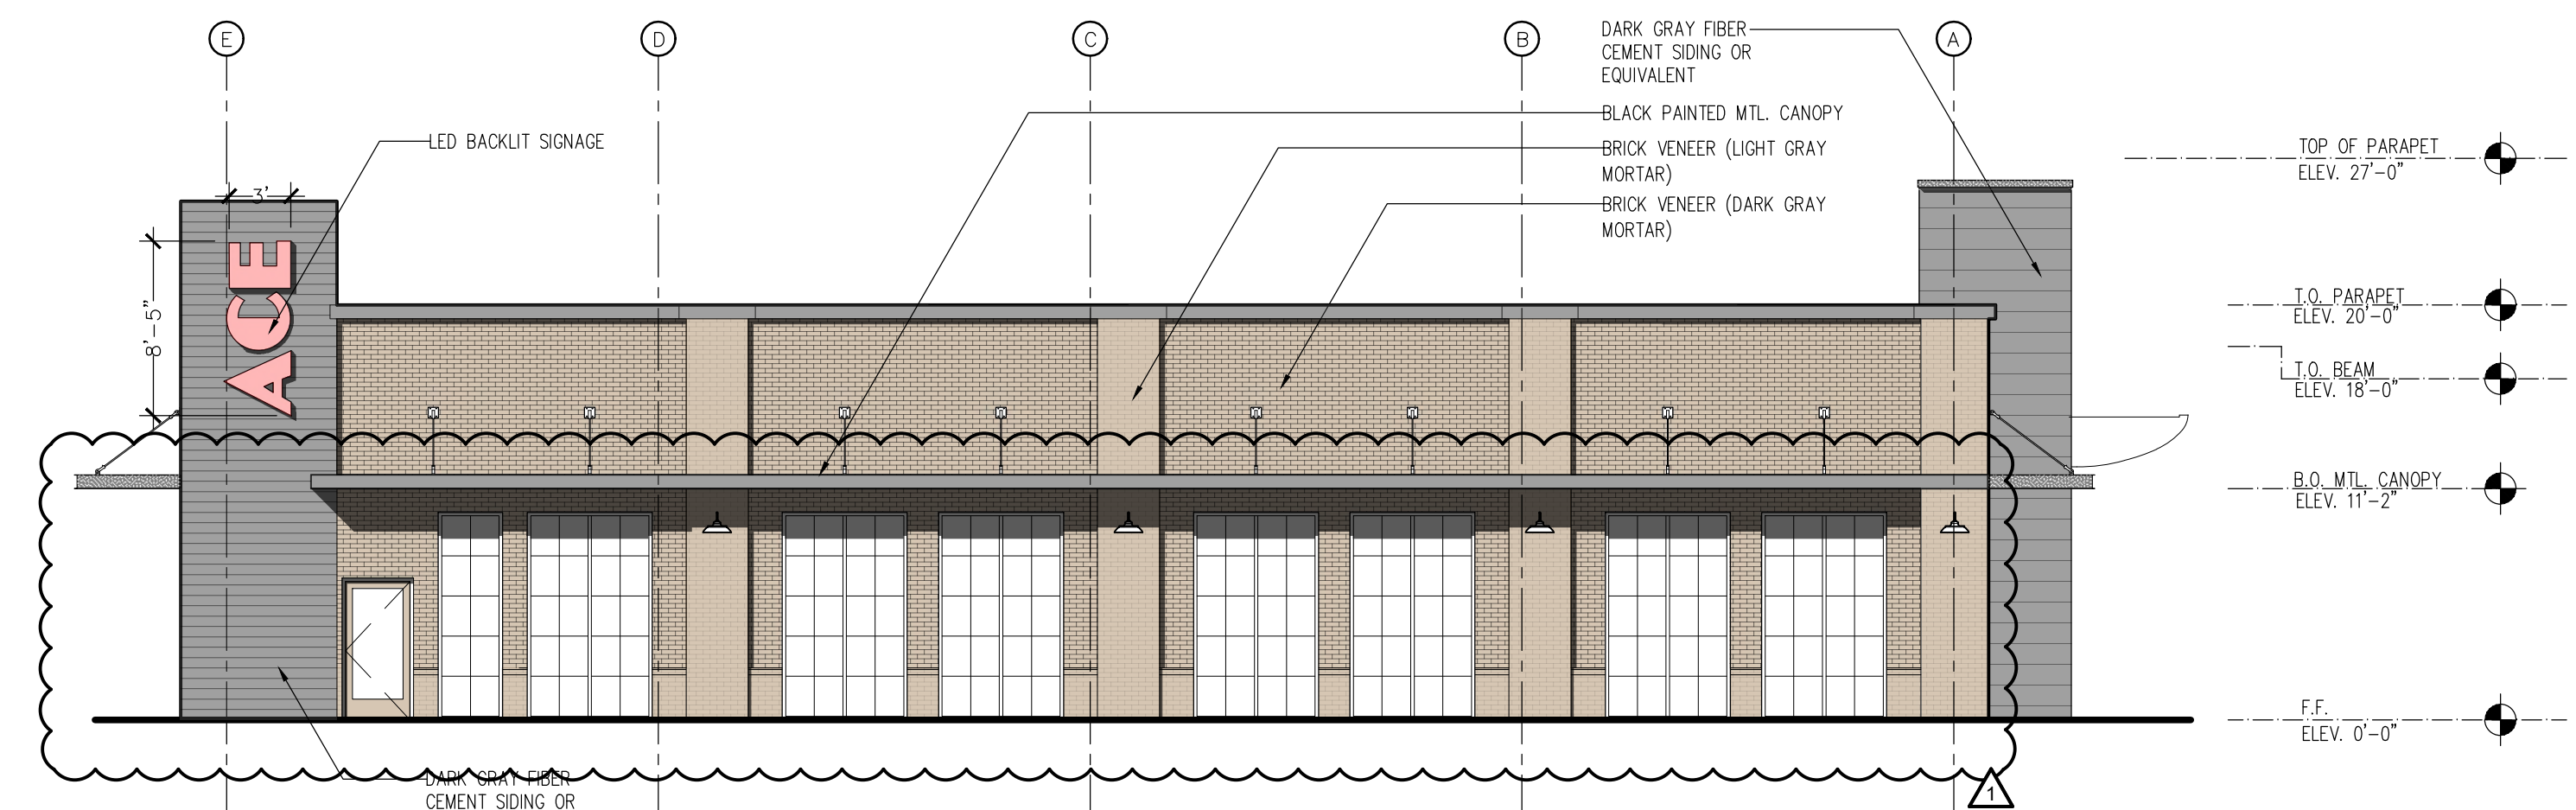 E
D
C
B
A
DARK GRAY FIBER
CEMENT SIDING OR
EQUIVALENT
BLACK PAINTED MTL. CANOPY
LED BACKLIT SIGNAGE
BRICK VENEER (LIGHT GRAY
MORTAR)
BRICK VENEER (DARK GRAY
MORTAR)
TOP OF PARAPET
ELEV. 27'-0"
3'
8'-5"
ACE
T.O. PARAPET
ELEV. 20'-0"
T.O. BEAM
ELEV. 18'-0"
B.O. MTL. CANOPY
ELEV. 11'-2"
F.F.
ELEV. 0'-0"
DARK GRAY FIBER
CEMENT SIDING OR
1